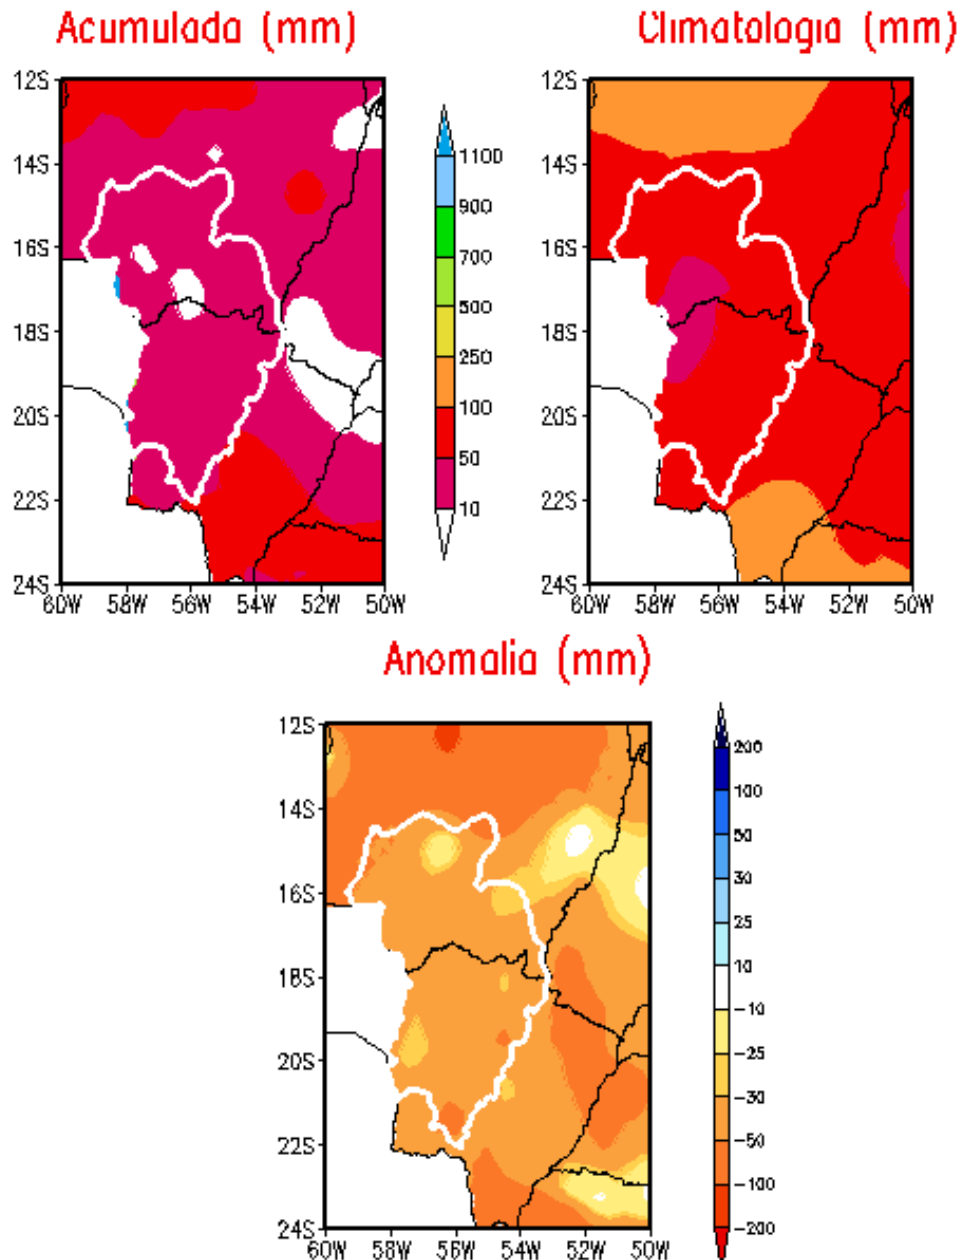 Acumulada (mm)
Climatologia (mm)
12S
14S
16S
18S
20S
22S
24S
60W 58W 56W 54W 52W 50W
1100
900
700
500
250
100
50
10
12S
14S
16S
18S
20S
22S
24S
60W 58W 56W 54W 52W 50W
Anomalia (mm)
12S
14S
16S
18S
20S
22S
24S
60W 58W 56W 54W 52W 50W
200
100
50
30
25
10
-10
-25
-30
-50
-100
-200